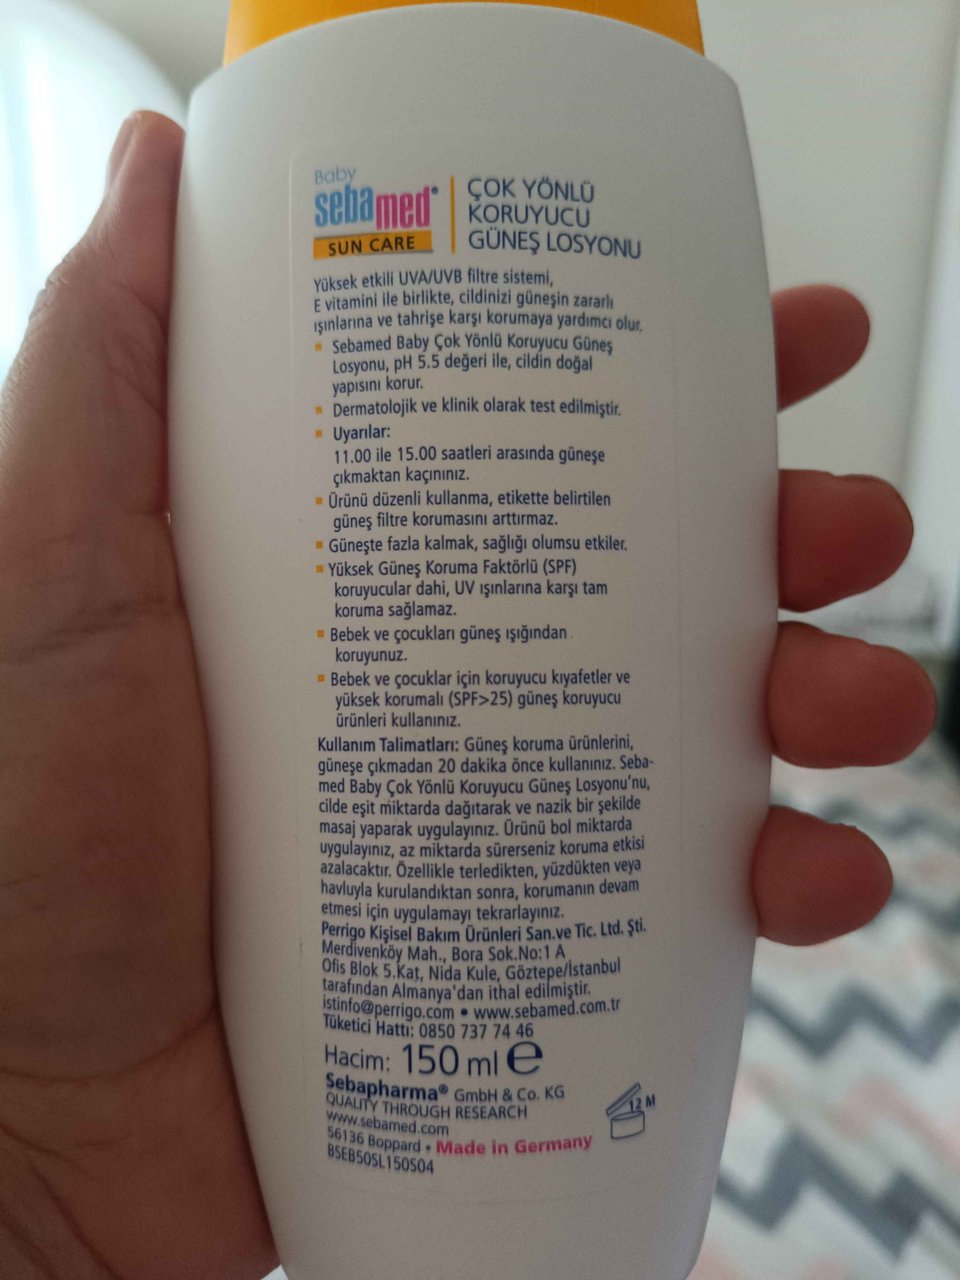 Baby
sebamed®
SUN CARE
ÇOK YÖNLÜ
KORUYUCU
GÜNEŞ LOSYONU
Yüksek etkili UVA/UVB filtre sistemi,
E vitamini ile birlikte, cildinizi güneşin zararlı
ışınlarına ve tahrişe karşı korumaya yardımcı olur.
▪ Sebamed Baby Çok Yönlü Koruyucu Güneş
Losyonu, pH 5.5 değeri ile, cildin doğal
yapısını korur.
▪ Dermatolojik ve klinik olarak test edilmiştir.
▪ Uyarılar:
11.00 ile 15.00 saatleri arasında güneşe
çıkmaktan kaçınınız.
▪ Ürünü düzenli kullanma, etikette belirtilen
güneş filtre korumasını arttırmaz.
▪ Güneşte fazla kalmak, sağlığı olumsu etkiler.
▪ Yüksek Güneş Koruma Faktörlü (SPF)
koruyucular dahi, UV ışınlarına karşı tam
koruma sağlamaz.
▪ Bebek ve çocukları güneş ışığından
koruyunuz.
▪ Bebek ve çocuklar için koruyucu kıyafetler ve
yüksek korumalı (SPF>25) güneş koruyucu
ürünleri kullanınız.
Kullanım Talimatları: Güneş koruma ürünlerini,
güneşe çıkmadan 20 dakika önce kullanınız. Seba-
med Baby Çok Yönlü Koruyucu Güneş Losyonu'nu,
cilde eşit miktarda dağıtarak ve nazik bir şekilde
masaj yaparak uygulayınız. Ürünü bol miktarda
uygulayınız, az miktarda sürerseniz koruma etkisi
azalacaktır. Özellikle terledikten, yüzdükten veya
havluyla kurulandıktan sonra, korumanın devam
etmesi için uygulamayı tekrarlayınız.
Perrigo Kişisel Bakım Ürünleri San.ve Tic. Ltd. Şti.
Merdivenköy Mah., Bora Sok.No:1 A
Ofis Blok 5.Kat, Nida Kule, Göztepe/İstanbul
tarafından Almanya'dan ithal edilmiştir.
istinfo@perrigo.com • www.sebamed.com.tr
Tüketici Hattı: 0850 737 74 46
Hacim: 150 ml ℮
Sebapharma® GmbH & Co. KG
QUALITY THROUGH RESEARCH
www.sebamed.com
56136 Boppard • Made in Germany
BSEB50SL150S04
12 M